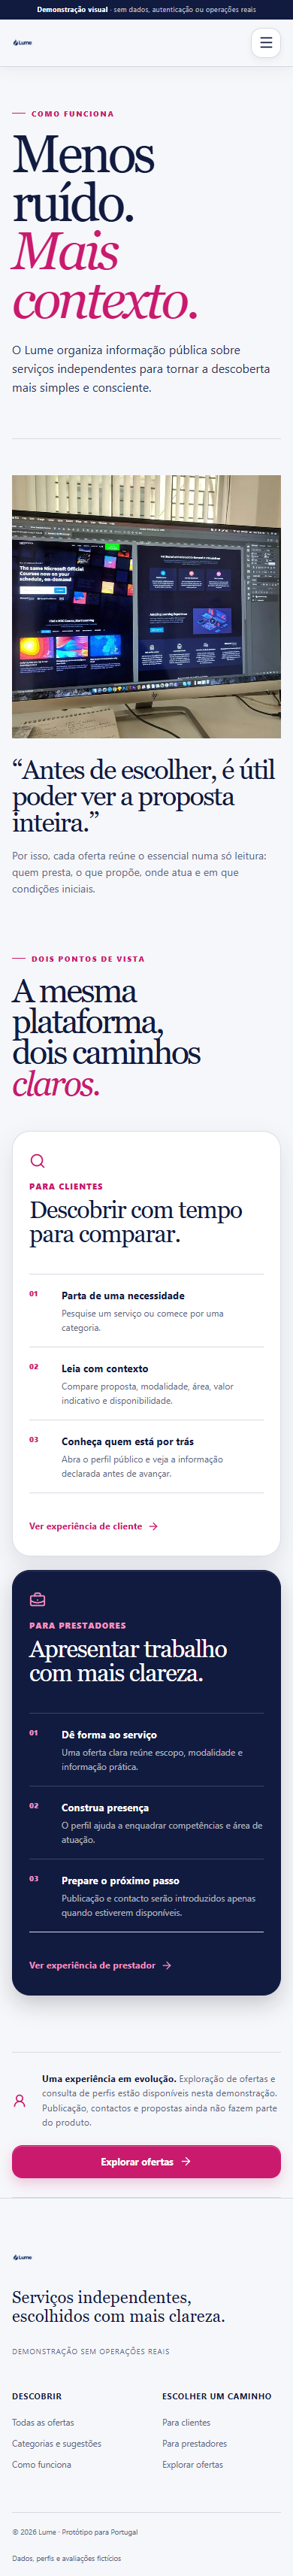 Demonstração visual · sem dados, autenticação ou operações reais
Lume
COMO FUNCIONA
Menos
ruído.
Mais
contexto.
O Lume organiza informação pública sobre
serviços independentes para tornar a descoberta
mais simples e consciente.
The same Microsoft Official
Courses now on your
schedule, on-demand
“Antes de escolher, é útil
poder ver a proposta
inteira.”
Por isso, cada oferta reúne o essencial numa só leitura:
quem presta, o que propõe, onde atua e em que
condições iniciais.
DOIS PONTOS DE VISTA
A mesma
plataforma,
dois caminhos
claros.
PARA CLIENTES
Descobrir com tempo
para comparar.
01
Parta de uma necessidade
Pesquise um serviço ou comece por uma
categoria.
02
Leia com contexto
Compare proposta, modalidade, área, valor
indicativo e disponibilidade.
03
Conheça quem está por trás
Abra o perfil público e veja a informação
declarada antes de avançar.
Ver experiência de cliente
PARA PRESTADORES
Apresentar trabalho
com mais clareza.
01
Dê forma ao serviço
Uma oferta clara reúne escopo, modalidade e
informação prática.
02
Construa presença
O perfil ajuda a enquadrar competências e área de
atuação.
03
Prepare o próximo passo
Publicação e contacto serão introduzidos apenas
quando estiverem disponíveis.
Ver experiência de prestador
Uma experiência em evolução. Exploração de ofertas e
consulta de perfis estão disponíveis nesta demonstração.
Publicação, contactos e propostas ainda não fazem parte
do produto.
Explorar ofertas
Lume
Serviços independentes,
escolhidos com mais clareza.
DEMONSTRAÇÃO SEM OPERAÇÕES REAIS
DESCOBRIR
Todas as ofertas
Categorias e sugestões
Como funciona
ESCOLHER UM CAMINHO
Para clientes
Para prestadores
Explorar ofertas
© 2026 Lume · Protótipo para Portugal
Dados, perfis e avaliações fictícios